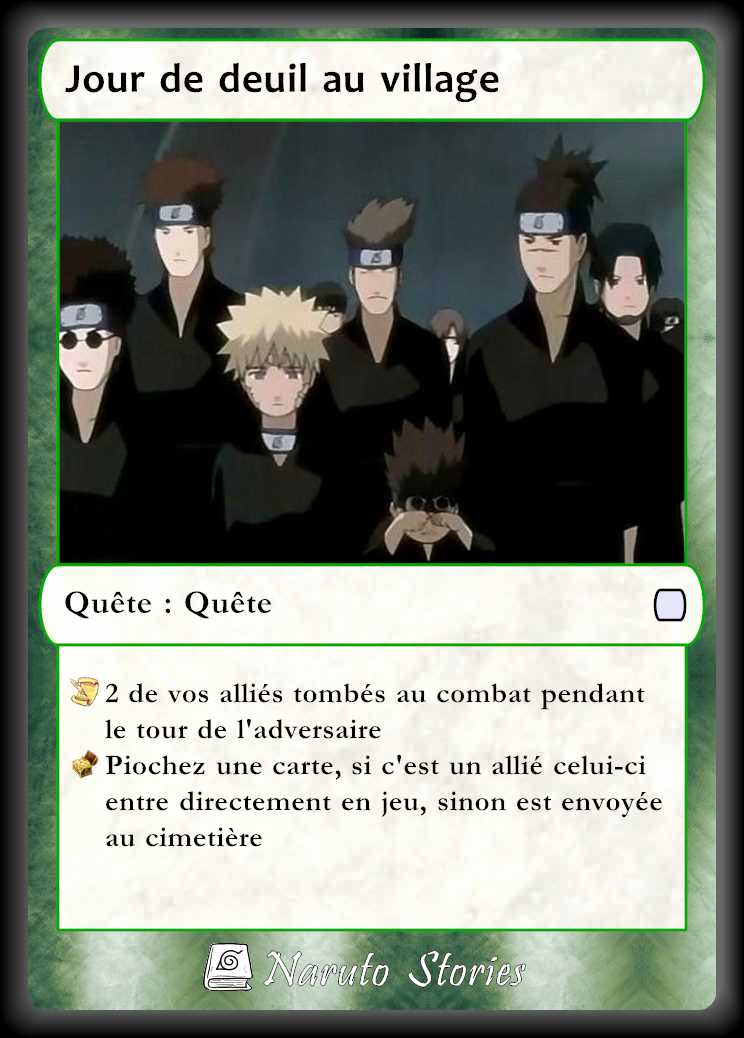 Jour de deuil au village
Quête : Quête
2 de vos alliés tombés au combat pendant
le tour de l'adversaire
Piochez une carte, si c'est un allié celui-ci
entre directement en jeu, sinon est envoyée
au cimetière
Naruto Stories